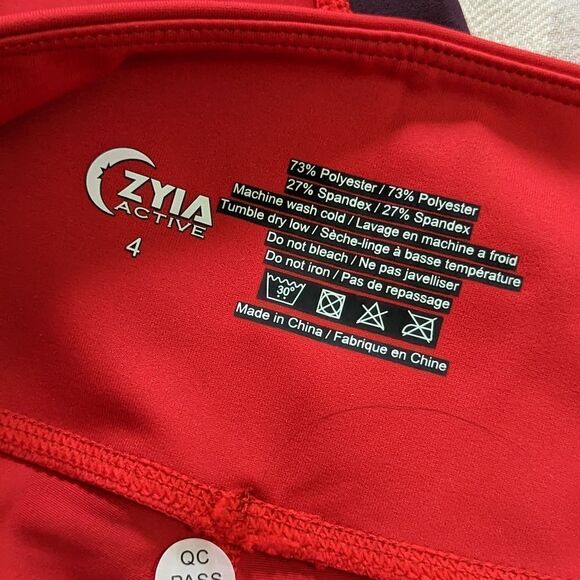 ZYIA
ACTIVE
4
73% Polyester / 73% Polyester
27% Spandex / 27% Spandex
Machine wash cold / Lavage en machine a froid
Tumble dry low / Sèche-linge à basse température
Do not bleach / Ne pas javelliser
Do not iron / Pas de repassage
30°
Made in China / Fabrique en Chine
QC
PASS